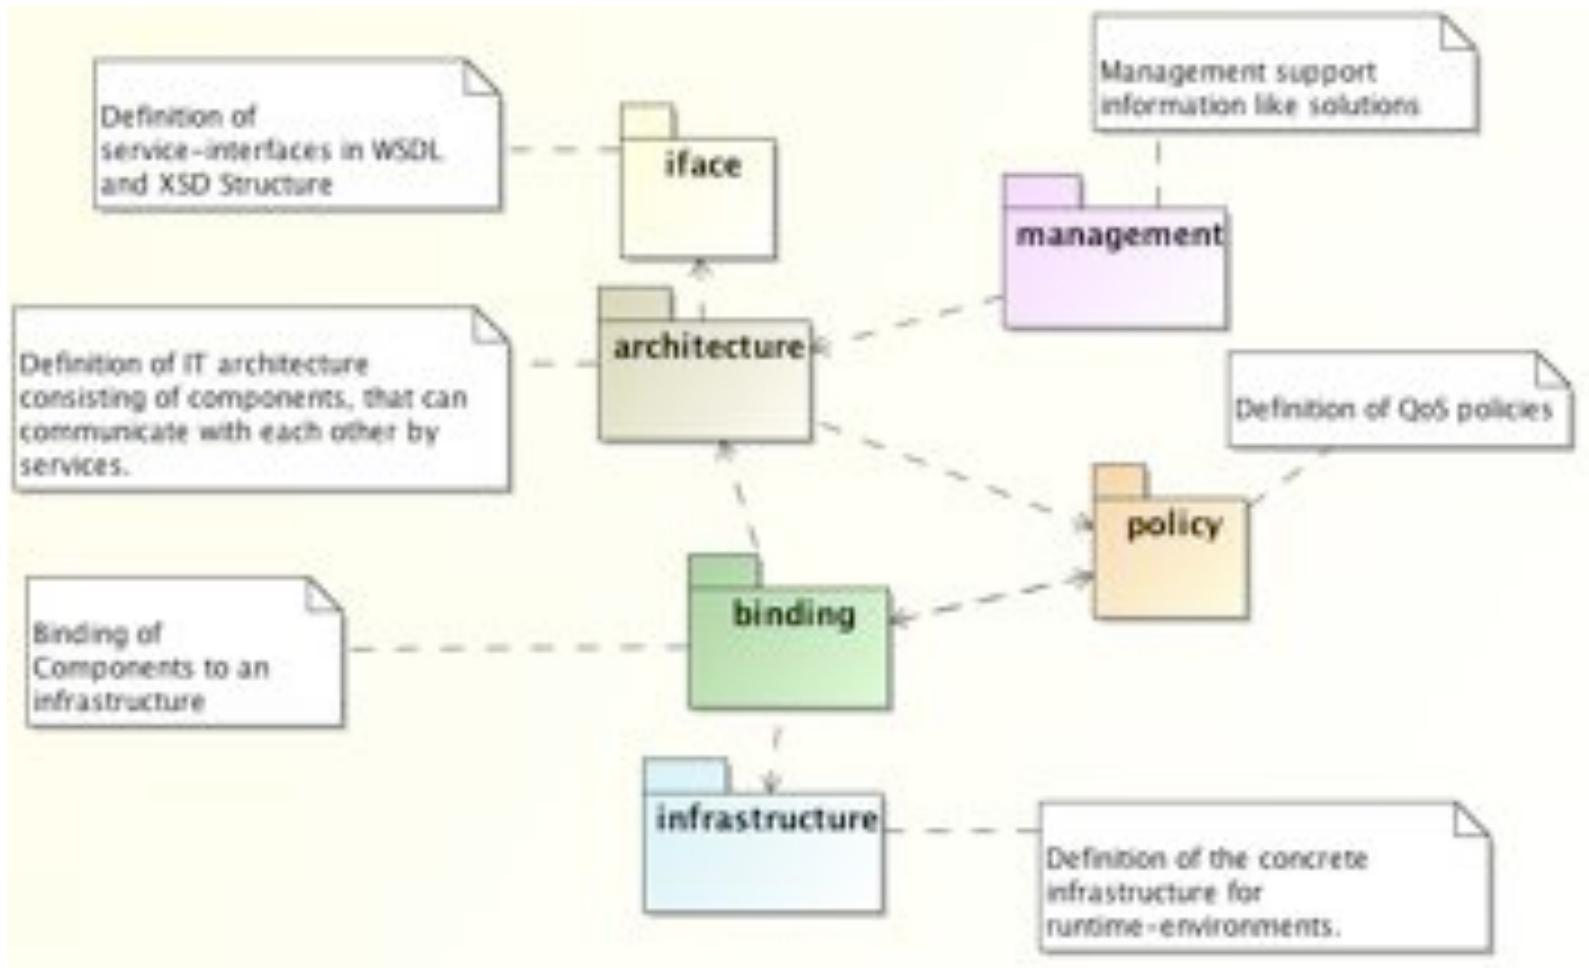 Management support
information like solutions
Definition of
service-interfaces in WSDL
and XSD Structure
iface
management
architecture
Definition of IT architecture
consisting of components, that can
communicate with each other by
services.
Definition of QoS policies
policy
binding
Binding of
Components to an
infrastructure
infrastructure
Definition of the concrete
infrastructure for
runtime-environments.